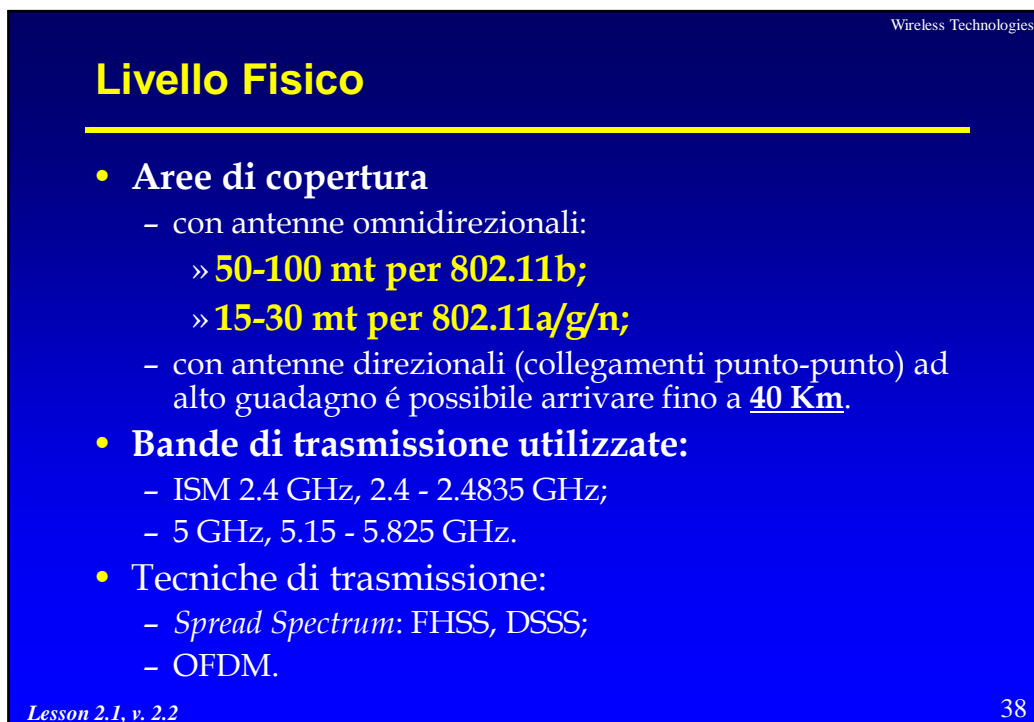 Wireless Technologies
Livello Fisico
• Aree di copertura
– con antenne omnidirezionali:
» 50-100 mt per 802.11b;
» 15-30 mt per 802.11a/g/n;
– con antenne direzionali (collegamenti punto-punto) ad
alto guadagno é possibile arrivare fino a 40 Km.
• Bande di trasmissione utilizzate:
– ISM 2.4 GHz, 2.4 - 2.4835 GHz;
– 5 GHz, 5.15 - 5.825 GHz.
• Tecniche di trasmissione:
– Spread Spectrum: FHSS, DSSS;
– OFDM.
Lesson 2.1, v. 2.2
38